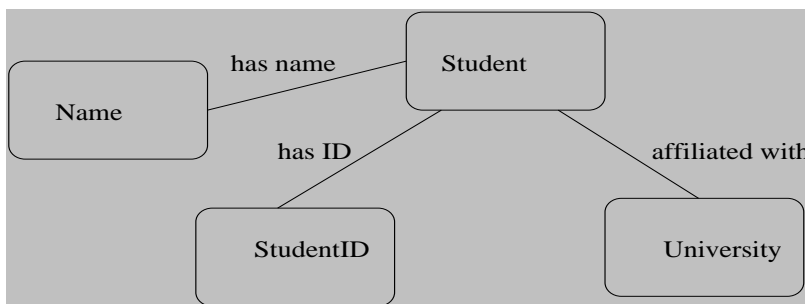 has name
Student
Name
has ID
affiliated with
StudentID
University